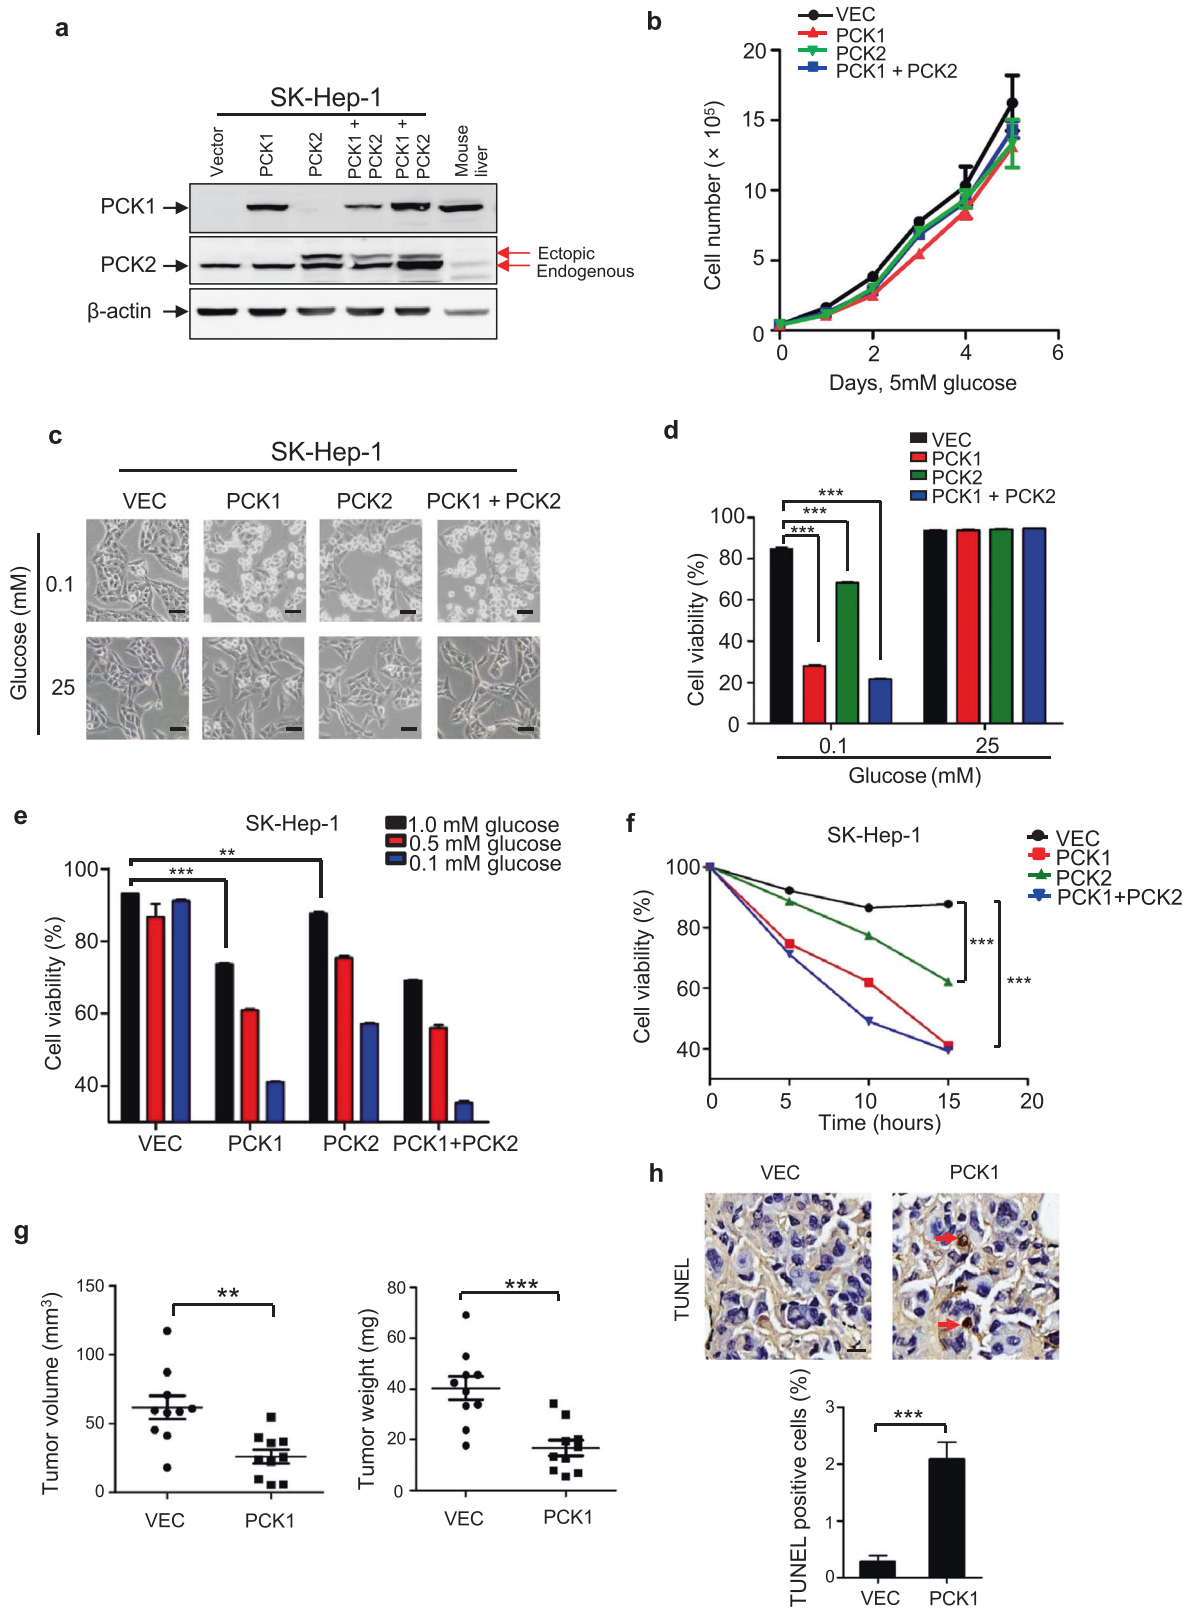 a
SK-Hep-1
Vector
PCK1
PCK2
PCK1 +
PCK2
PCK1 +
PCK2
Mouse
liver
PCK1
PCK2
Ectopic
Endogenous
β-actin
b
VEC
PCK1
PCK2
PCK1 + PCK2
Cell number (× 10⁵)
20
15
10
5
0
0 2 4 6
Days, 5mM glucose
c
SK-Hep-1
VEC PCK1 PCK2 PCK1 + PCK2
Glucose (mM)
0.1
25
d
VEC
PCK1
PCK2
PCK1 + PCK2
***
***
***
Cell viability (%)
100
80
60
40
20
0
0.1 25
Glucose (mM)
e
SK-Hep-1
1.0 mM glucose
0.5 mM glucose
0.1 mM glucose
**
***
Cell viability (%)
100
80
60
40
VEC PCK1 PCK2 PCK1+PCK2
f
SK-Hep-1
VEC
PCK1
PCK2
PCK1+PCK2
Cell viability (%)
100
80
60
40
***
***
0 5 10 15 20
Time (hours)
g
Tumor volume (mm³)
150
100
50
0
**
VEC PCK1
Tumor weight (mg)
80
60
40
20
0
***
VEC PCK1
h
VEC PCK1
TUNEL
TUNEL positive cells (%)
3
2
1
0
***
VEC PCK1